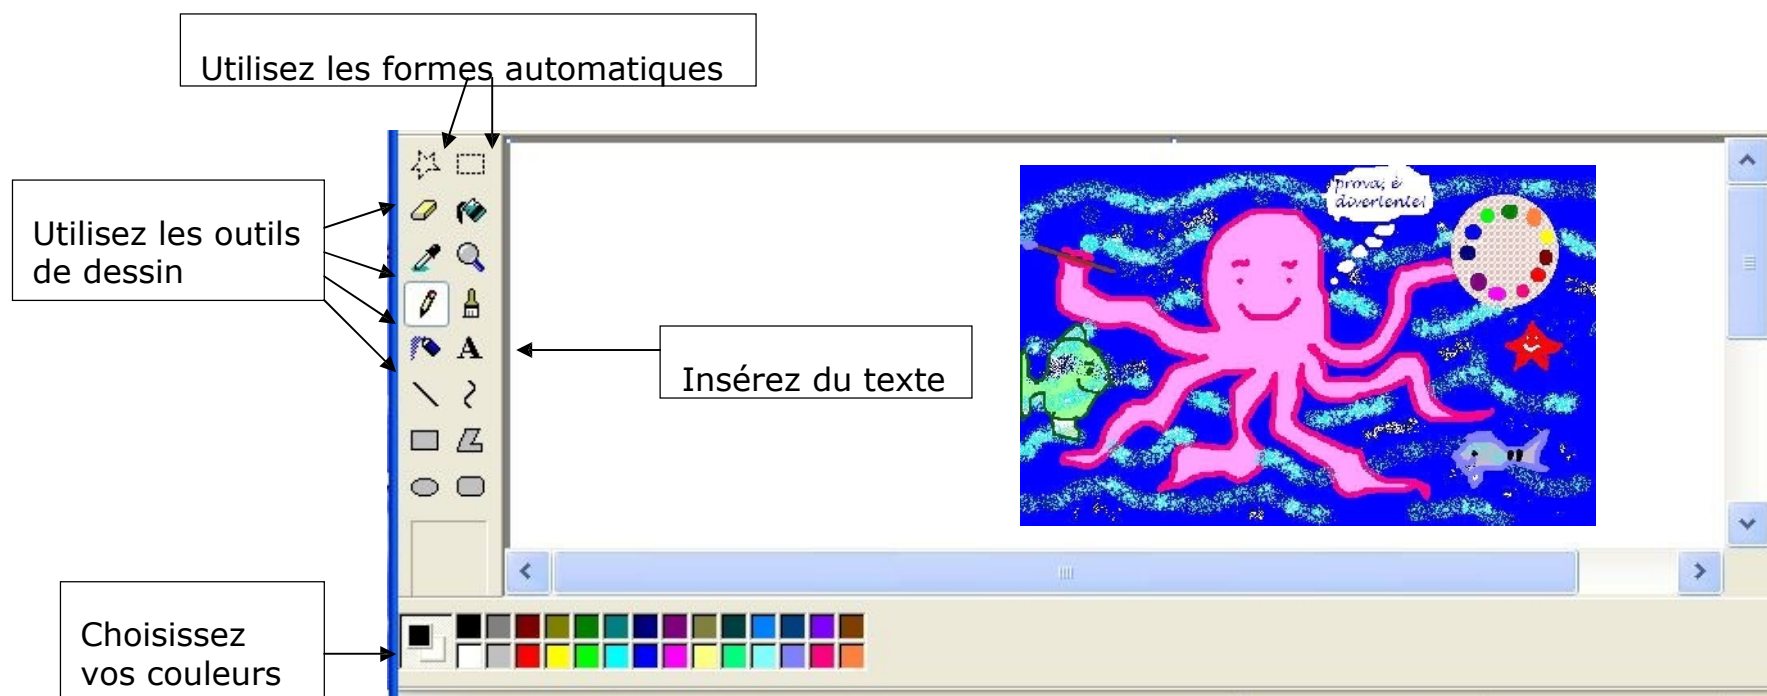 Utilisez les formes automatiques
Utilisez les outils
de dessin
prova, è
divertente!
A
Insérez du texte
Choisissez
vos couleurs